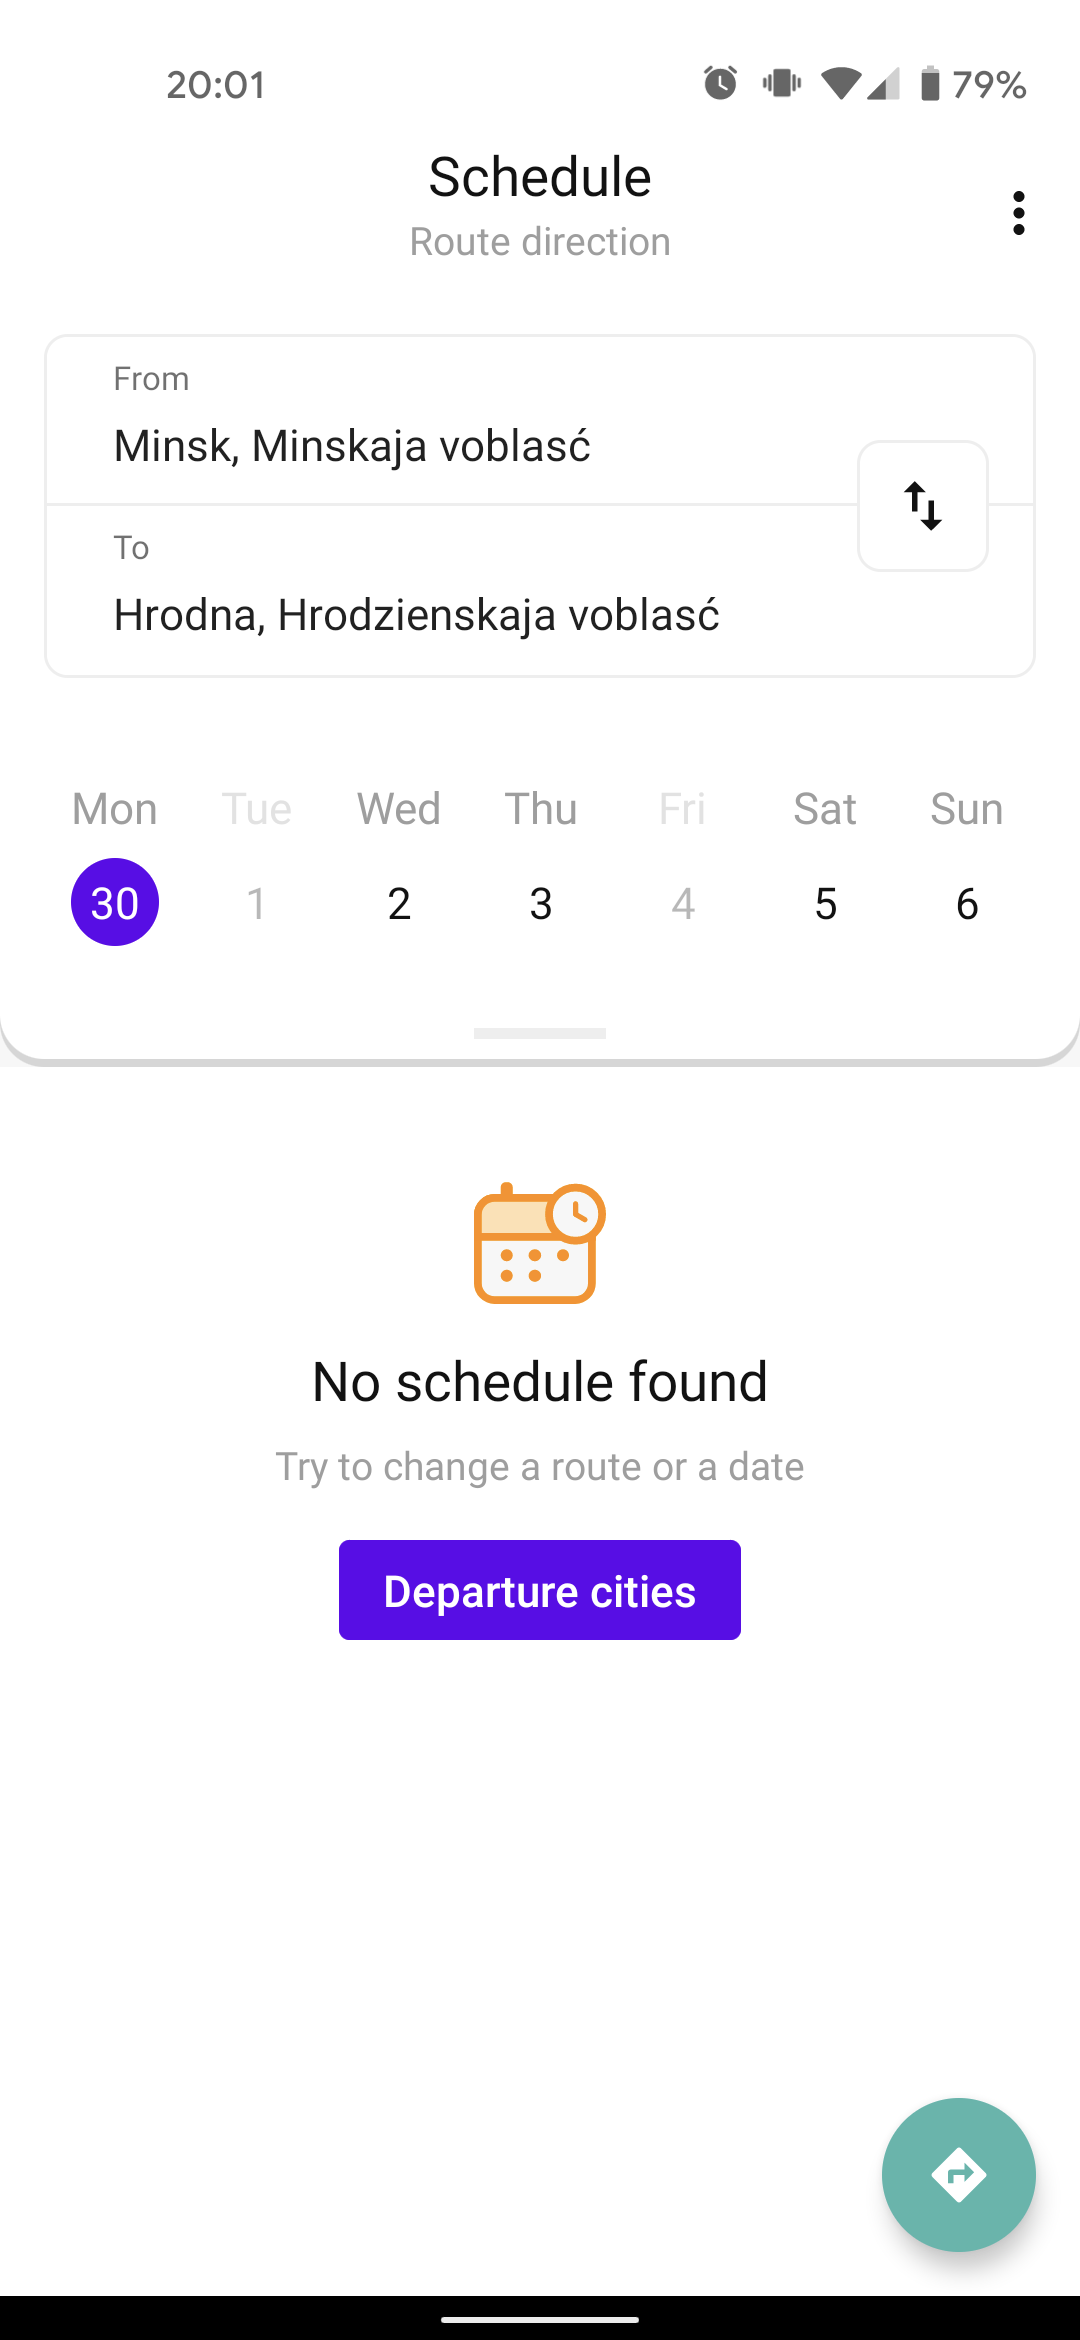 20:01 79%
Schedule
Route direction
From
Minsk, Minskaja voblasć
To
Hrodna, Hrodzienskaja voblasć
Mon Tue Wed Thu Fri Sat Sun
30 1 2 3 4 5 6
No schedule found
Try to change a route or a date
Departure cities